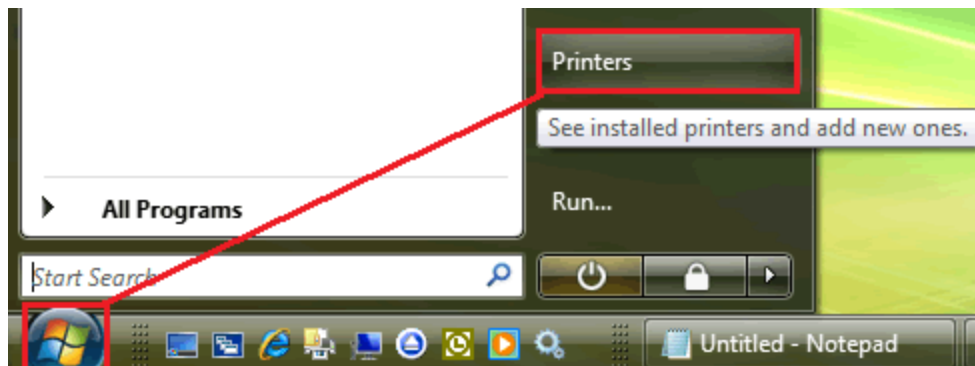 Printers
See installed printers and add new ones.
All Programs
Run...
Start Search
Untitled - Notepad